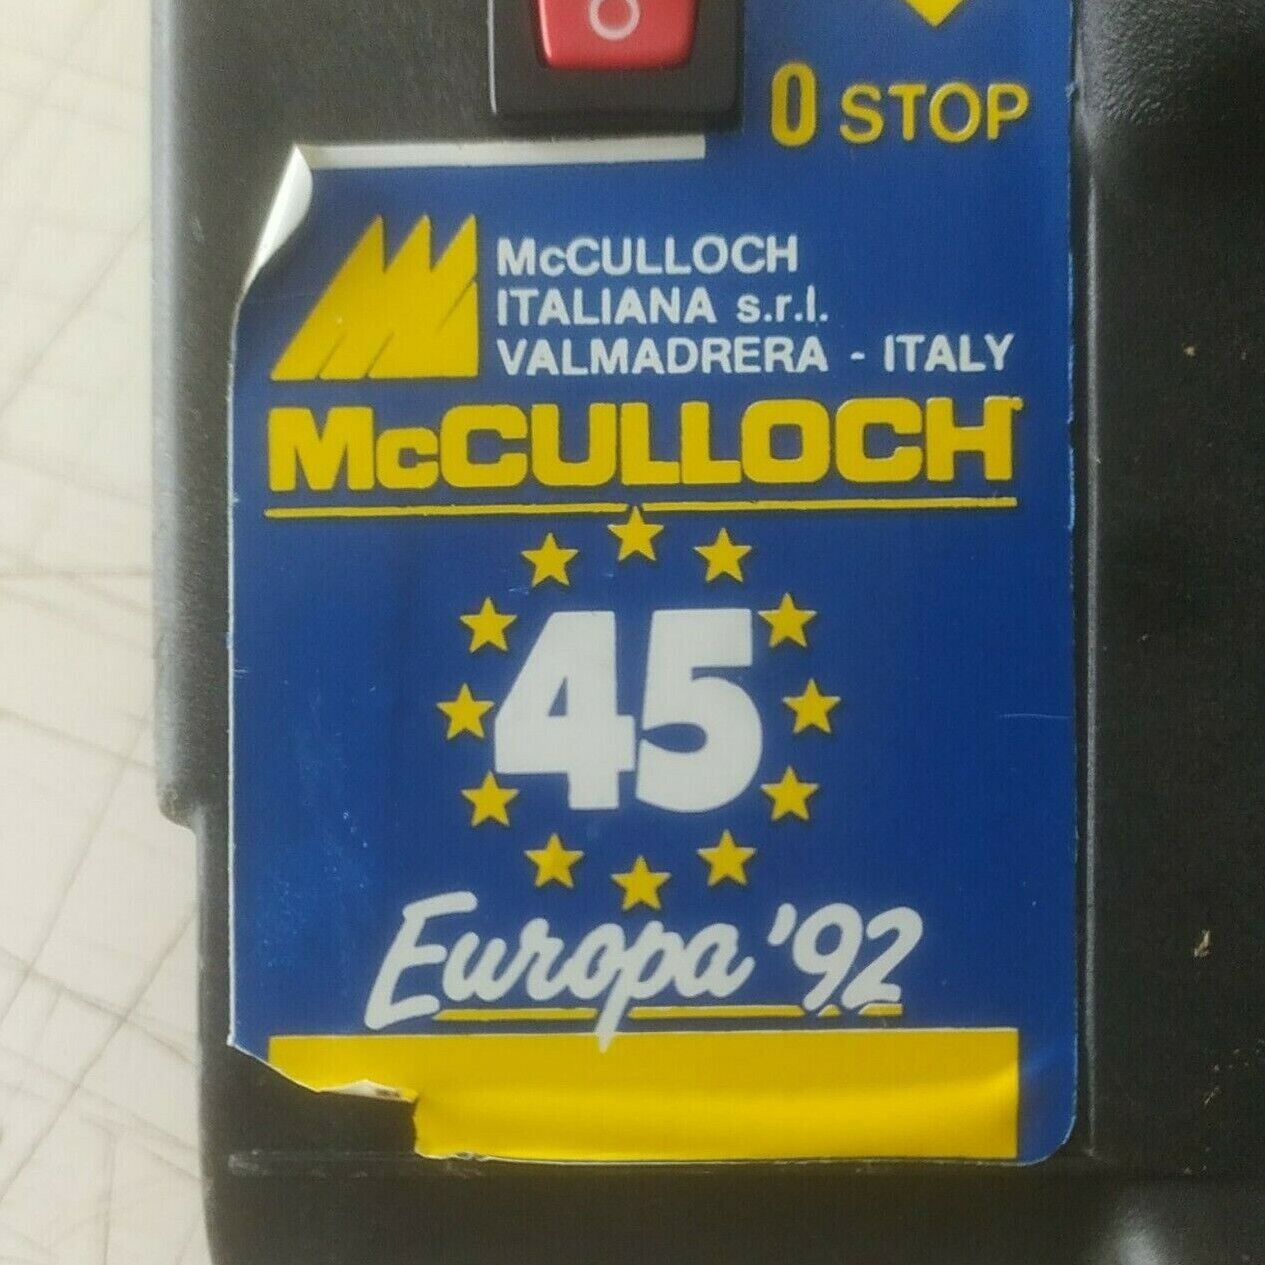 O
0 STOP
McCULLOCH
ITALIANA s.r.l.
VALMADRERA - ITALY
McCULLOCH
45
Europa '92